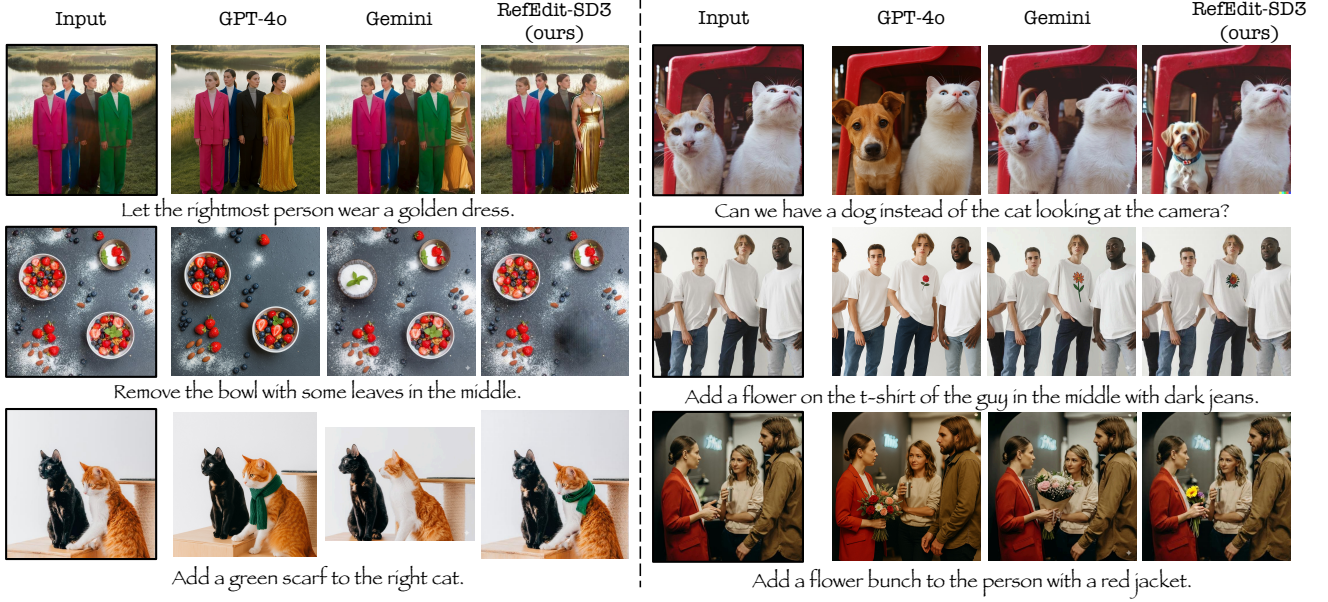 Input GPT-4o Gemini RefEdit-SD3 (ours)
Let the rightmost person wear a golden dress.
Remove the bowl with some leaves in the middle.
Add a green scarf to the right cat.
Input GPT-4o Gemini RefEdit-SD3 (ours)
Can we have a dog instead of the cat looking at the camera?
Add a flower on the t-shirt of the guy in the middle with dark jeans.
Add a flower bunch to the person with a red jacket.